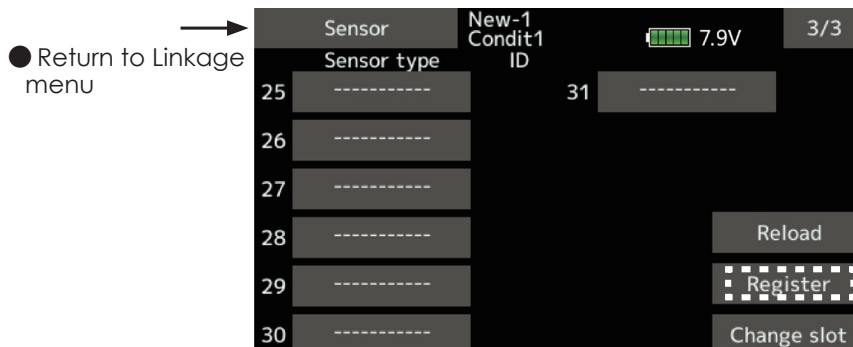 ● Return to Linkage
menu
Sensor
New-1
Condit1
7.9V
3/3
Sensor type
ID
25 -----------
31 -----------
26 -----------
27 -----------
28 -----------
Reload
29 -----------
Register
30 -----------
Change slot